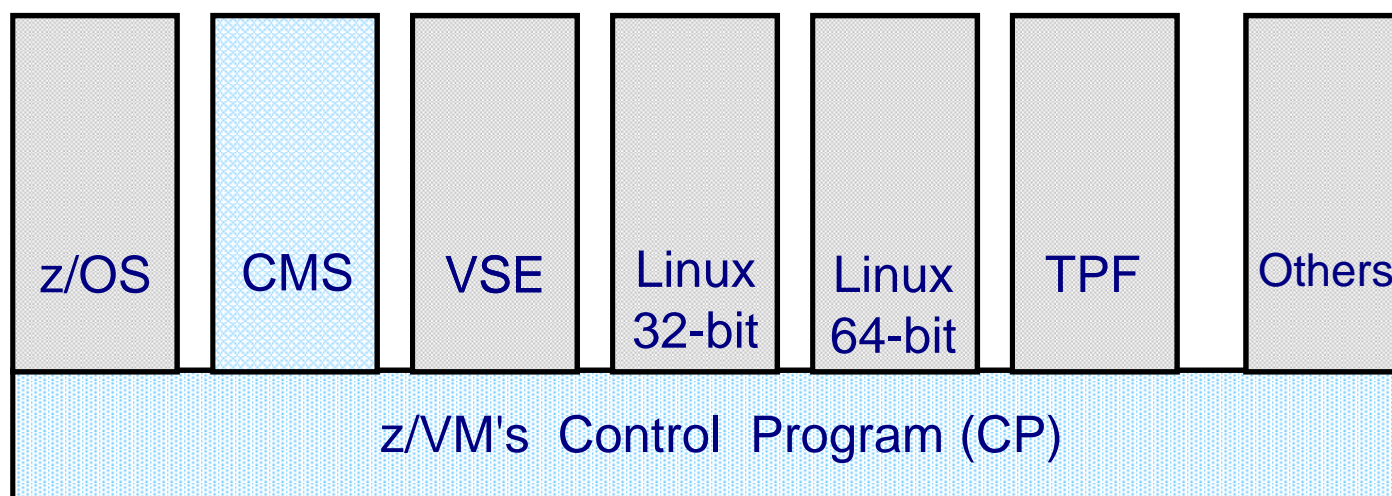 z/OS
CMS
VSE
Linux
32-bit
Linux
64-bit
TPF
Others
z/VM's Control Program (CP)